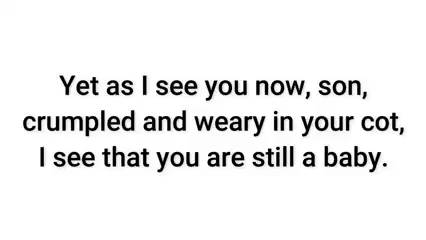 Yet as I see you now, son,
crumpled and weary in your cot,
I see that you are still a baby.